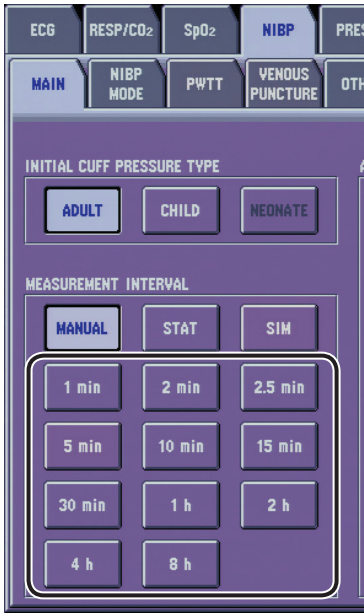 ECG RESP/CO2 SpO2 NIBP PRES
MAIN NIBP MODE PWTT VENOUS PUNCTURE OTH
INITIAL CUFF PRESSURE TYPE
ADULT CHILD NEONATE
MEASUREMENT INTERVAL
MANUAL STAT SIM
1 min 2 min 2.5 min
5 min 10 min 15 min
30 min 1 h 2 h
4 h 8 h